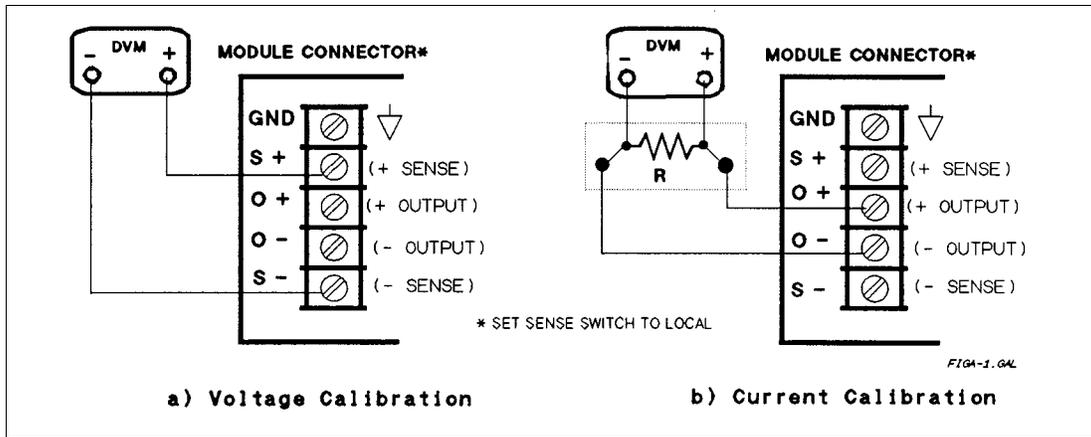 - DVM +
MODULE CONNECTOR*
GND
S +
(+ SENSE)
O +
(+ OUTPUT)
O -
(- OUTPUT)
S -
(- SENSE)
a) Voltage Calibration
- DVM +
MODULE CONNECTOR*
R
GND
S +
(+ SENSE)
O +
(+ OUTPUT)
O -
(- OUTPUT)
S -
(- SENSE)
* SET SENSE SWITCH TO LOCAL
FIGA-1.GAL
b) Current Calibration